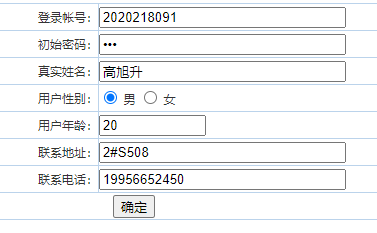 登录帐号: 2020218091
初始密码: •••
真实姓名: 高旭升
用户性别: 男 女
用户年龄: 20
联系地址: 2#S508
联系电话: 19956652450
确定